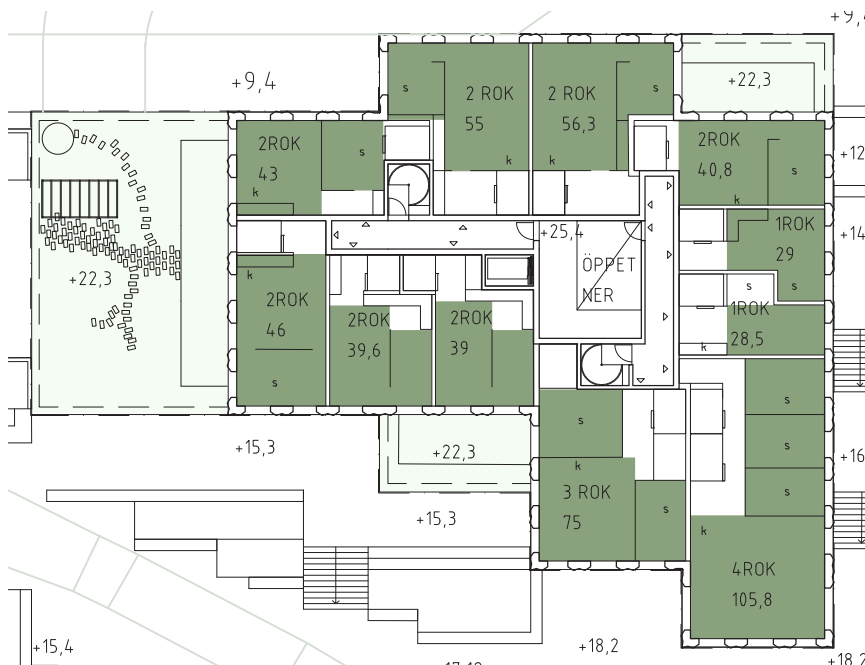 +9,4
+22,3
+12
2 ROK
55
s
k
2 ROK
56,3
s
k
2ROK
43
s
k
2ROK
40,8
s
k
+14
+25,4
ÖPPET
NER
1ROK
29
s
1ROK
28,5
k
+22,3
k
2ROK
46
s
2ROK
39,6
2ROK
39
+15,3
+22,3
+15,3
s
k
3 ROK
75
s
s
s
s
k
4ROK
105,8
+16
+15,4
+18,2
+18,2